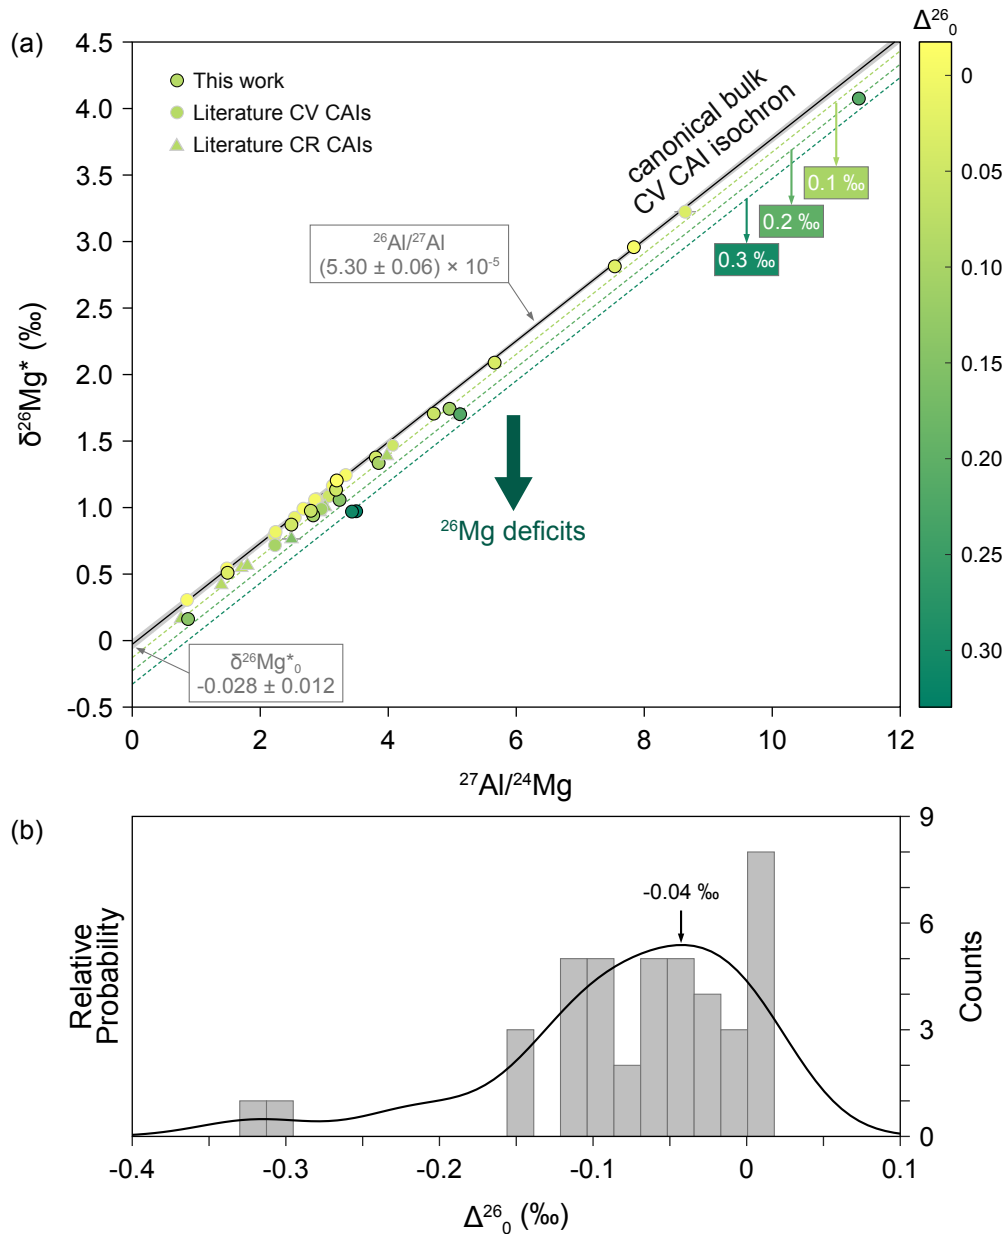 (a)
Δ²⁶₀
4.5
4.0
3.5
3.0
2.5
2.0
1.5
1.0
0.5
0
-0.5
δ²⁶Mg* (‰)
This work
Literature CV CAIs
Literature CR CAIs
canonical bulk
CV CAI isochron
0.1 ‰
0.2 ‰
0.3 ‰
²⁶Al/²⁷Al
(5.30 ± 0.06) × 10⁻⁵
²⁶Mg deficits
δ²⁶Mg*₀
-0.028 ± 0.012
0
0.05
0.10
0.15
0.20
0.25
0.30
0 2 4 6 8 10 12
²⁷Al/²⁴Mg
(b)
Relative
Probability
-0.04 ‰
9
6
3
0
Counts
-0.4 -0.3 -0.2 -0.1 0 0.1
Δ²⁶₀ (‰)